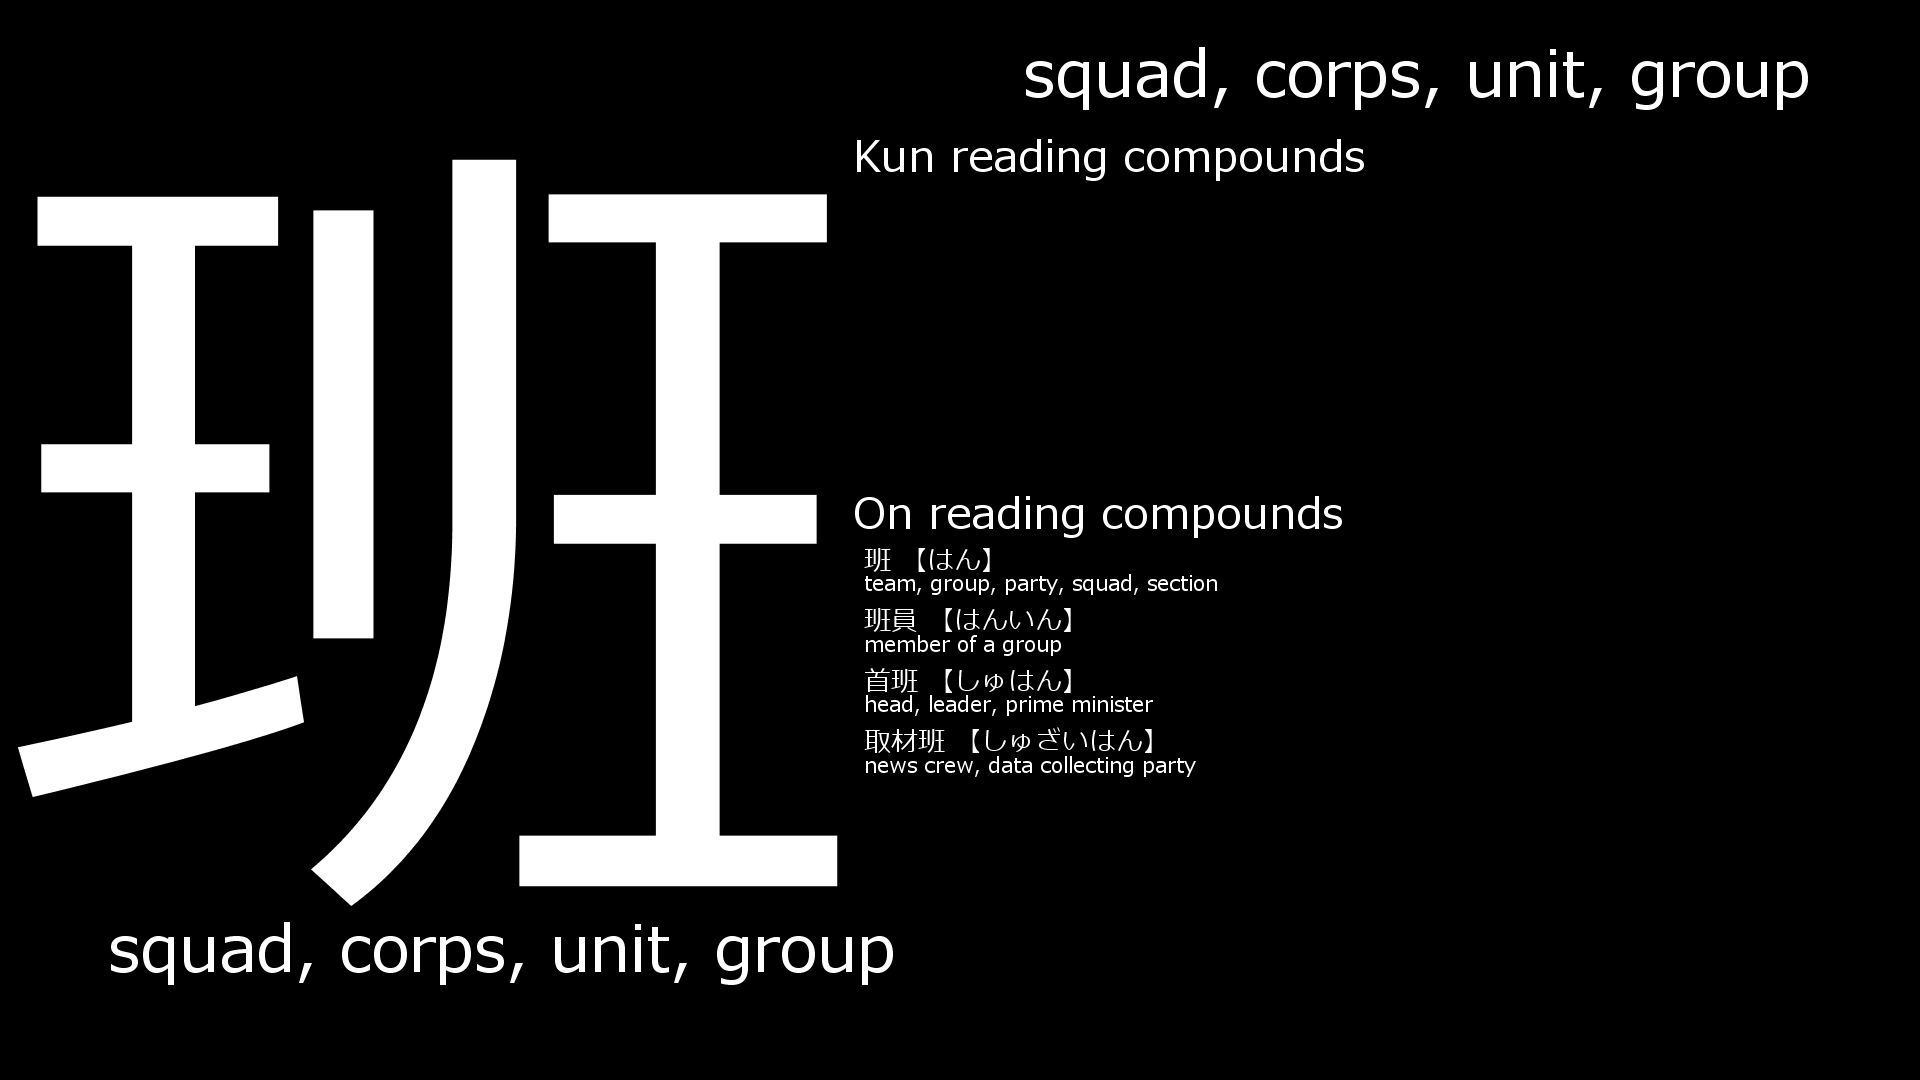 班
squad, corps, unit, group
squad, corps, unit, group
Kun reading compounds
On reading compounds
班 【はん】
team, group, party, squad, section
班員 【はんいん】
member of a group
首班 【しゅはん】
head, leader, prime minister
取材班 【しゅざいはん】
news crew, data collecting party